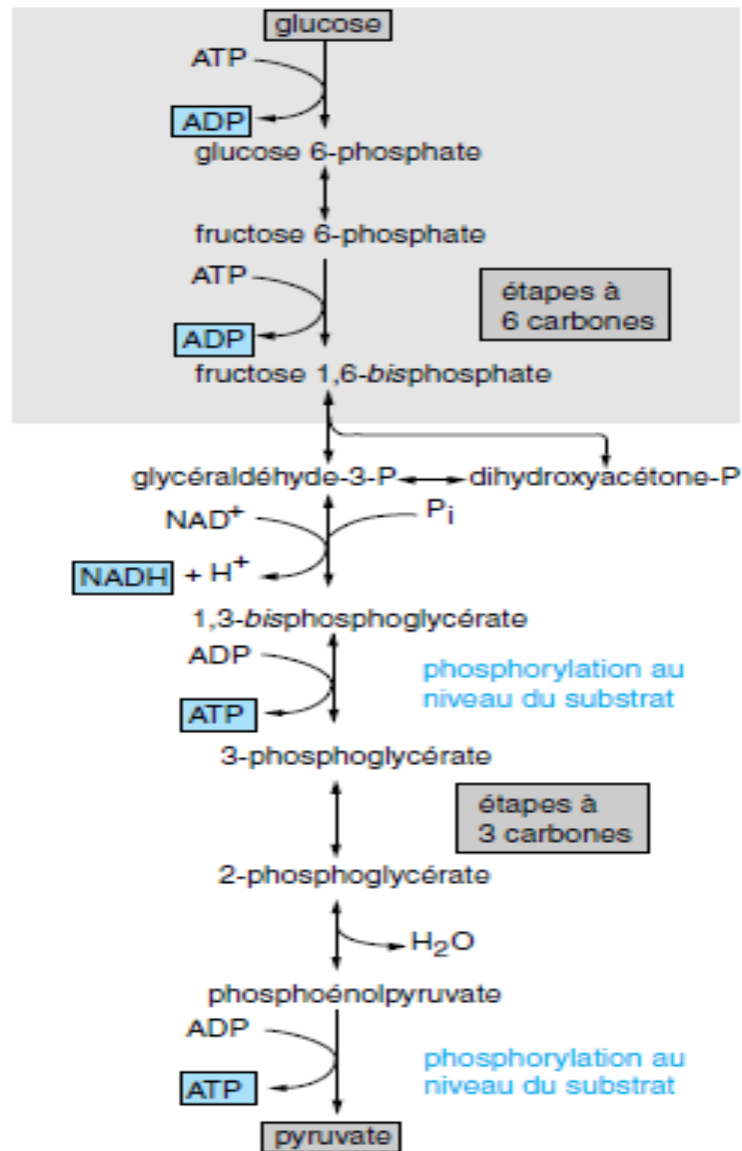 glucose
ATP
ADP
glucose 6-phosphate
fructose 6-phosphate
ATP
étapes à
6 carbones
ADP
fructose 1,6-bisphosphate
glycéraldéhyde-3-P dihydroxyacétone-P
NAD+ Pi
NADH + H+
1,3-bisphosphoglycérate
ADP
phosphorylation au
niveau du substrat
ATP
3-phosphoglycérate
étapes à
3 carbones
2-phosphoglycérate
H2O
phosphoénolpyruvate
ADP
phosphorylation au
niveau du substrat
ATP
pyruvate